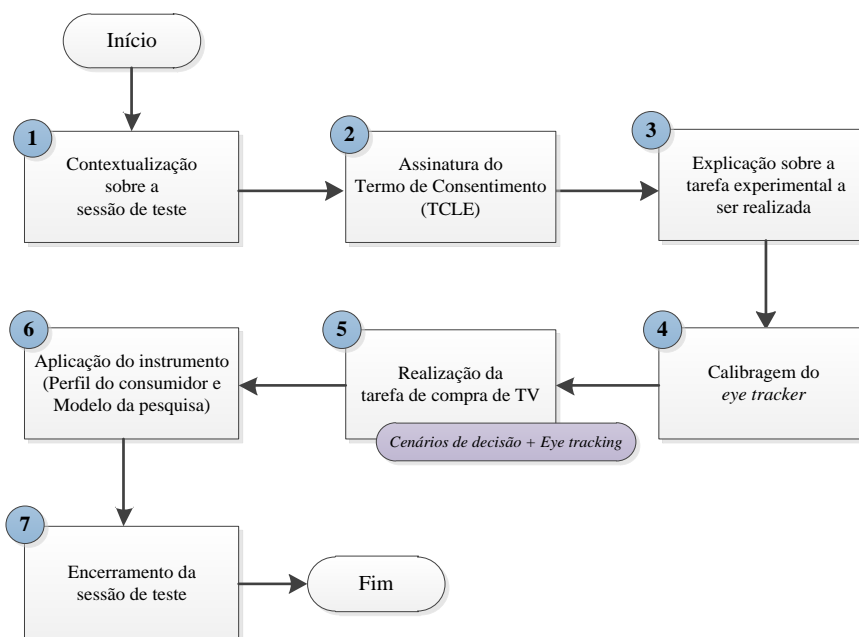 Início
1
Contextualização
sobre a
sessão de teste
2
Assinatura do
Termo de Consentimento
(TCLE)
3
Explicação sobre a
tarefa experimental a
ser realizada
4
Calibragem do
eye tracker
5
Realização da
tarefa de compra de TV
Cenários de decisão + Eye tracking
6
Aplicação do instrumento
(Perfil do consumidor e
Modelo da pesquisa)
7
Encerramento da
sessão de teste
Fim